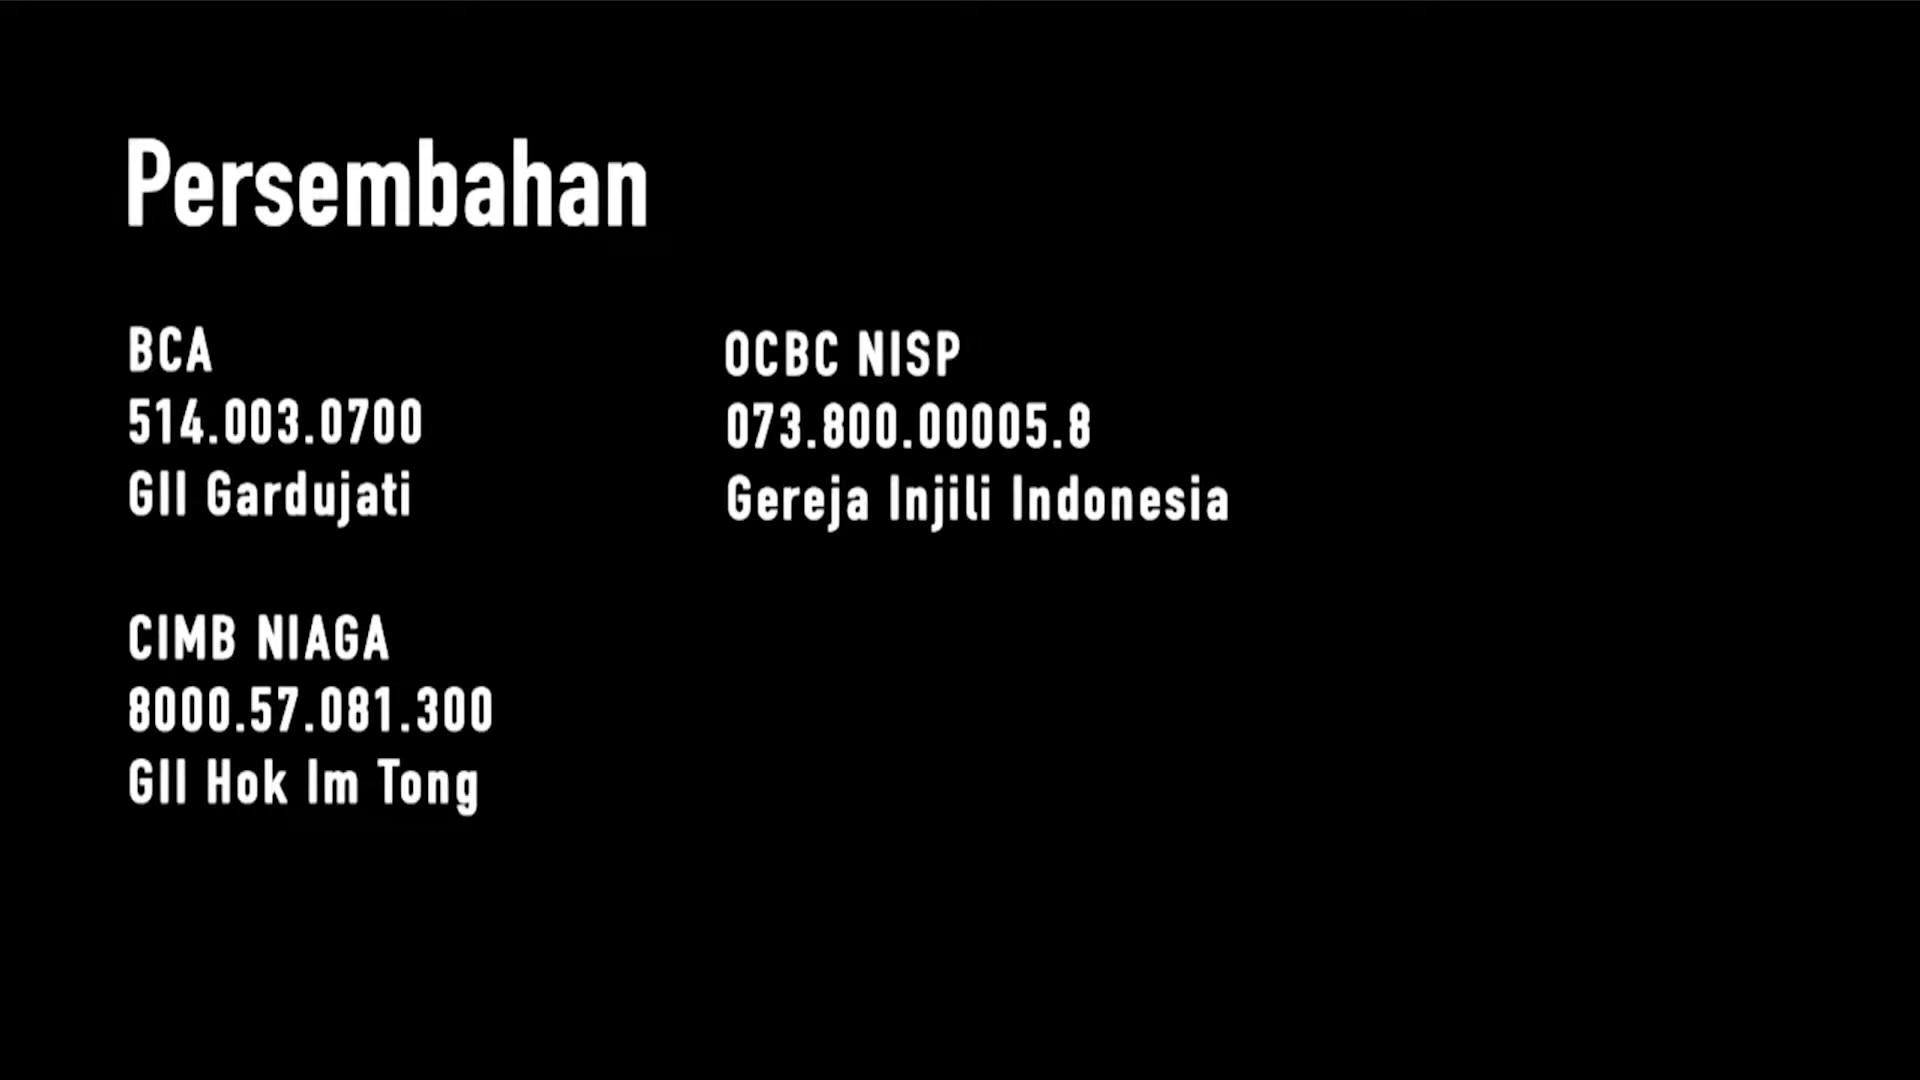 Persembahan
BCA
514.003.0700
GII Gardujati
CIMB NIAGA
8000.57.081.300
GII Hok Im Tong
OCBC NISP
073.800.00005.8
Gereja Injili Indonesia